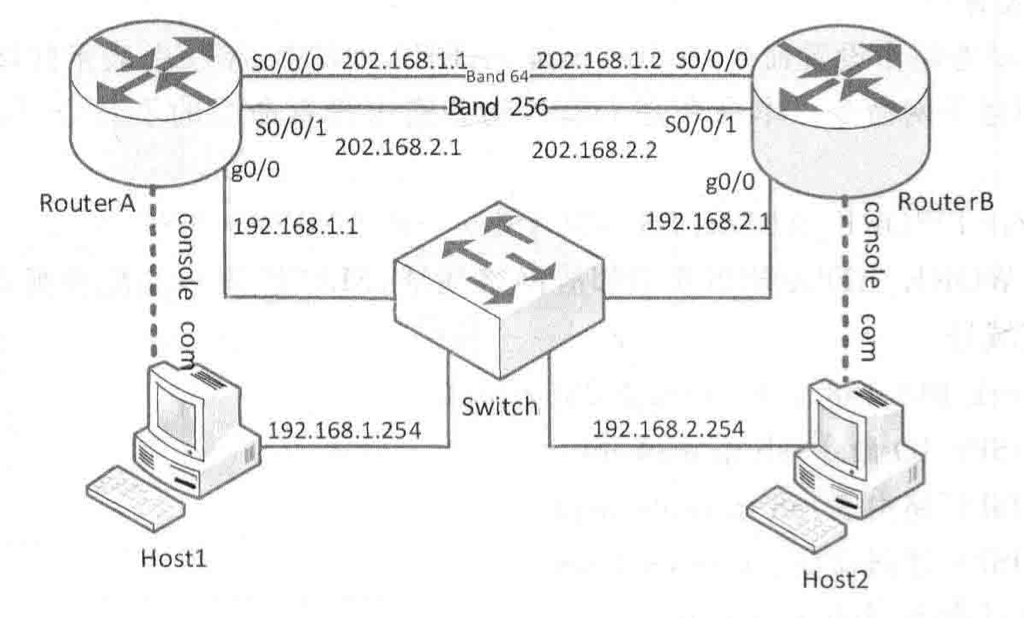 S0/0/0 202.168.1.1 202.168.1.2 S0/0/0
Band 64
Band 256
S0/0/1 S0/0/1
202.168.2.1 202.168.2.2
g0/0 g0/0
RouterA RouterB
192.168.1.1 192.168.2.1
console console
com com
Switch
192.168.1.254 192.168.2.254
Host1
Host2